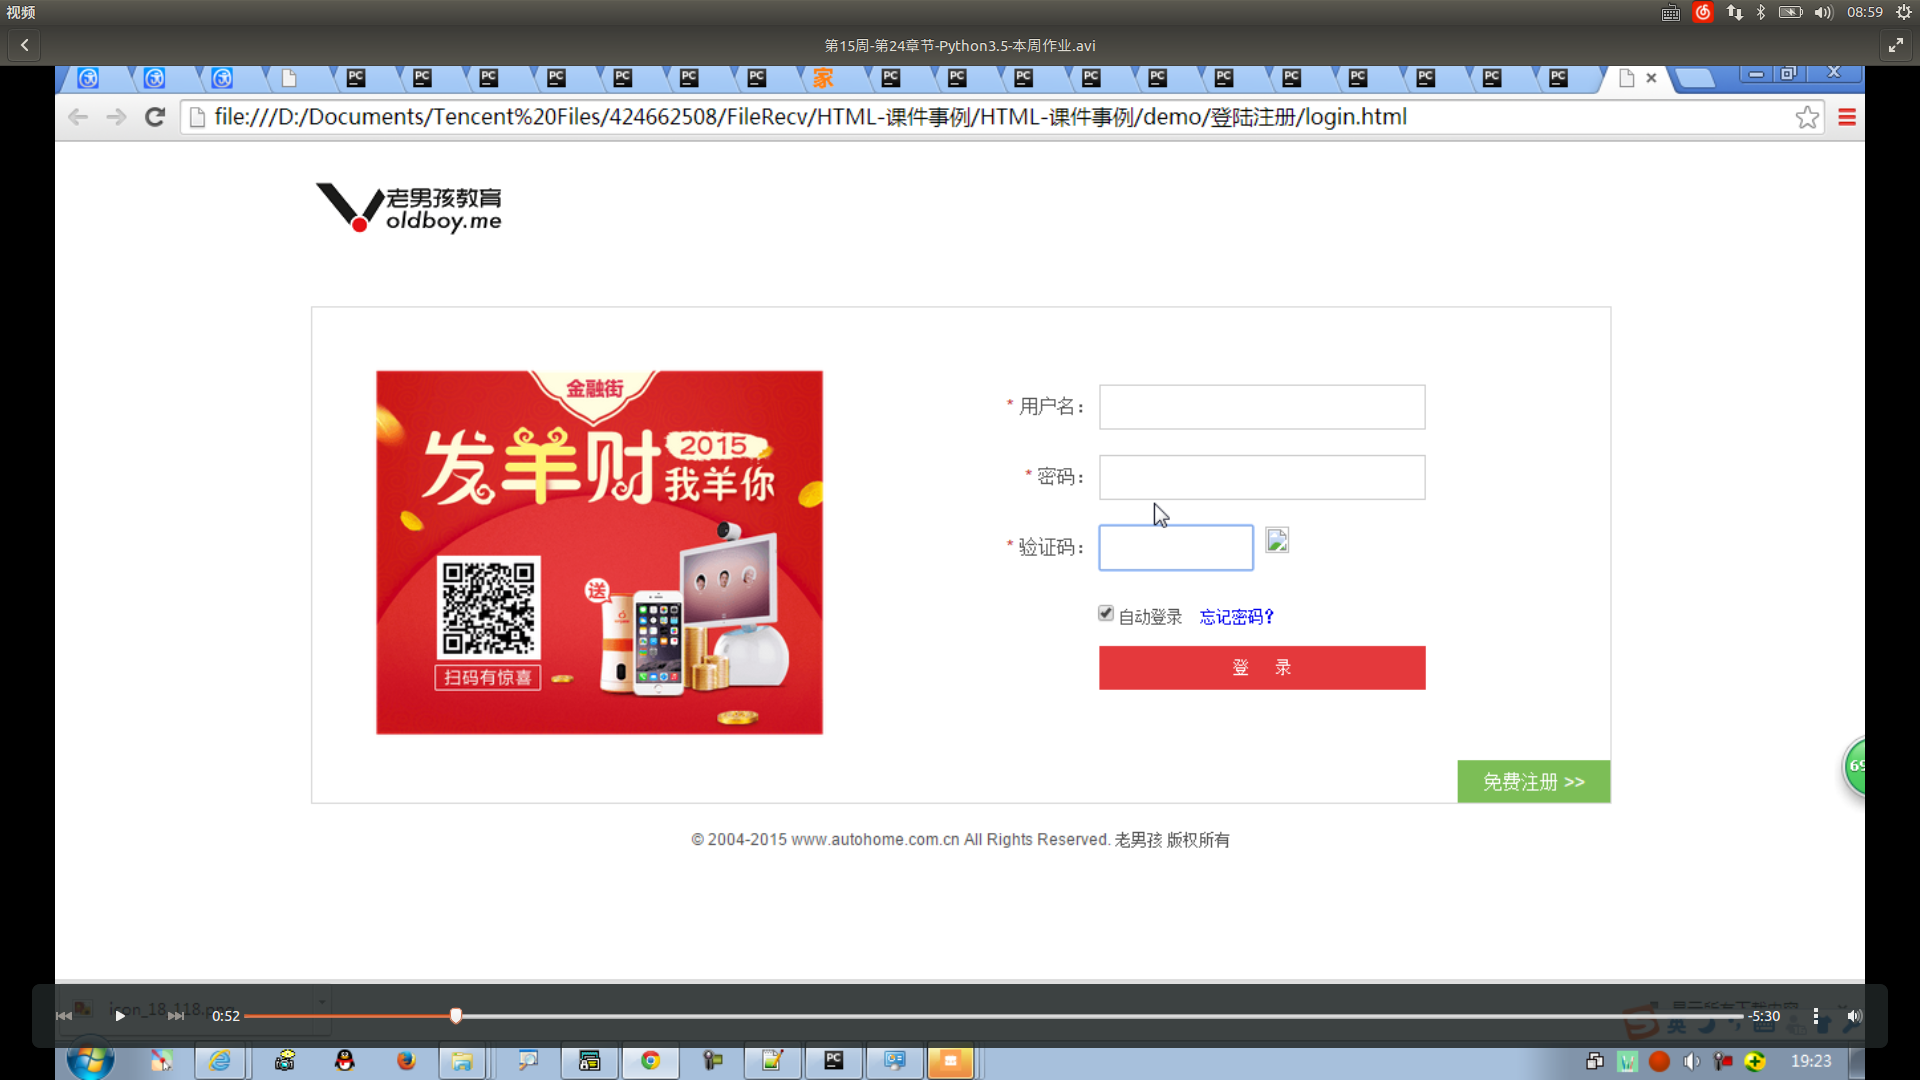 视频
08:59
第15周-第24章节-Python3.5-本周作业.avi
file:///D:/Documents/Tencent%20Files/424662508/FileRecv/HTML-课件事例/HTML-课件事例/demo/登陆注册/login.html
老男孩教育
oldboy.me
金融街
发羊财 2015
我羊你
送
扫码有惊喜
* 用户名：
* 密码：
* 验证码：
自动登录 忘记密码?
登 录
免费注册 >>
© 2004-2015 www.autohome.com.cn All Rights Reserved. 老男孩 版权所有
icon_18_118.png
0:52
-5:30
英
19:23